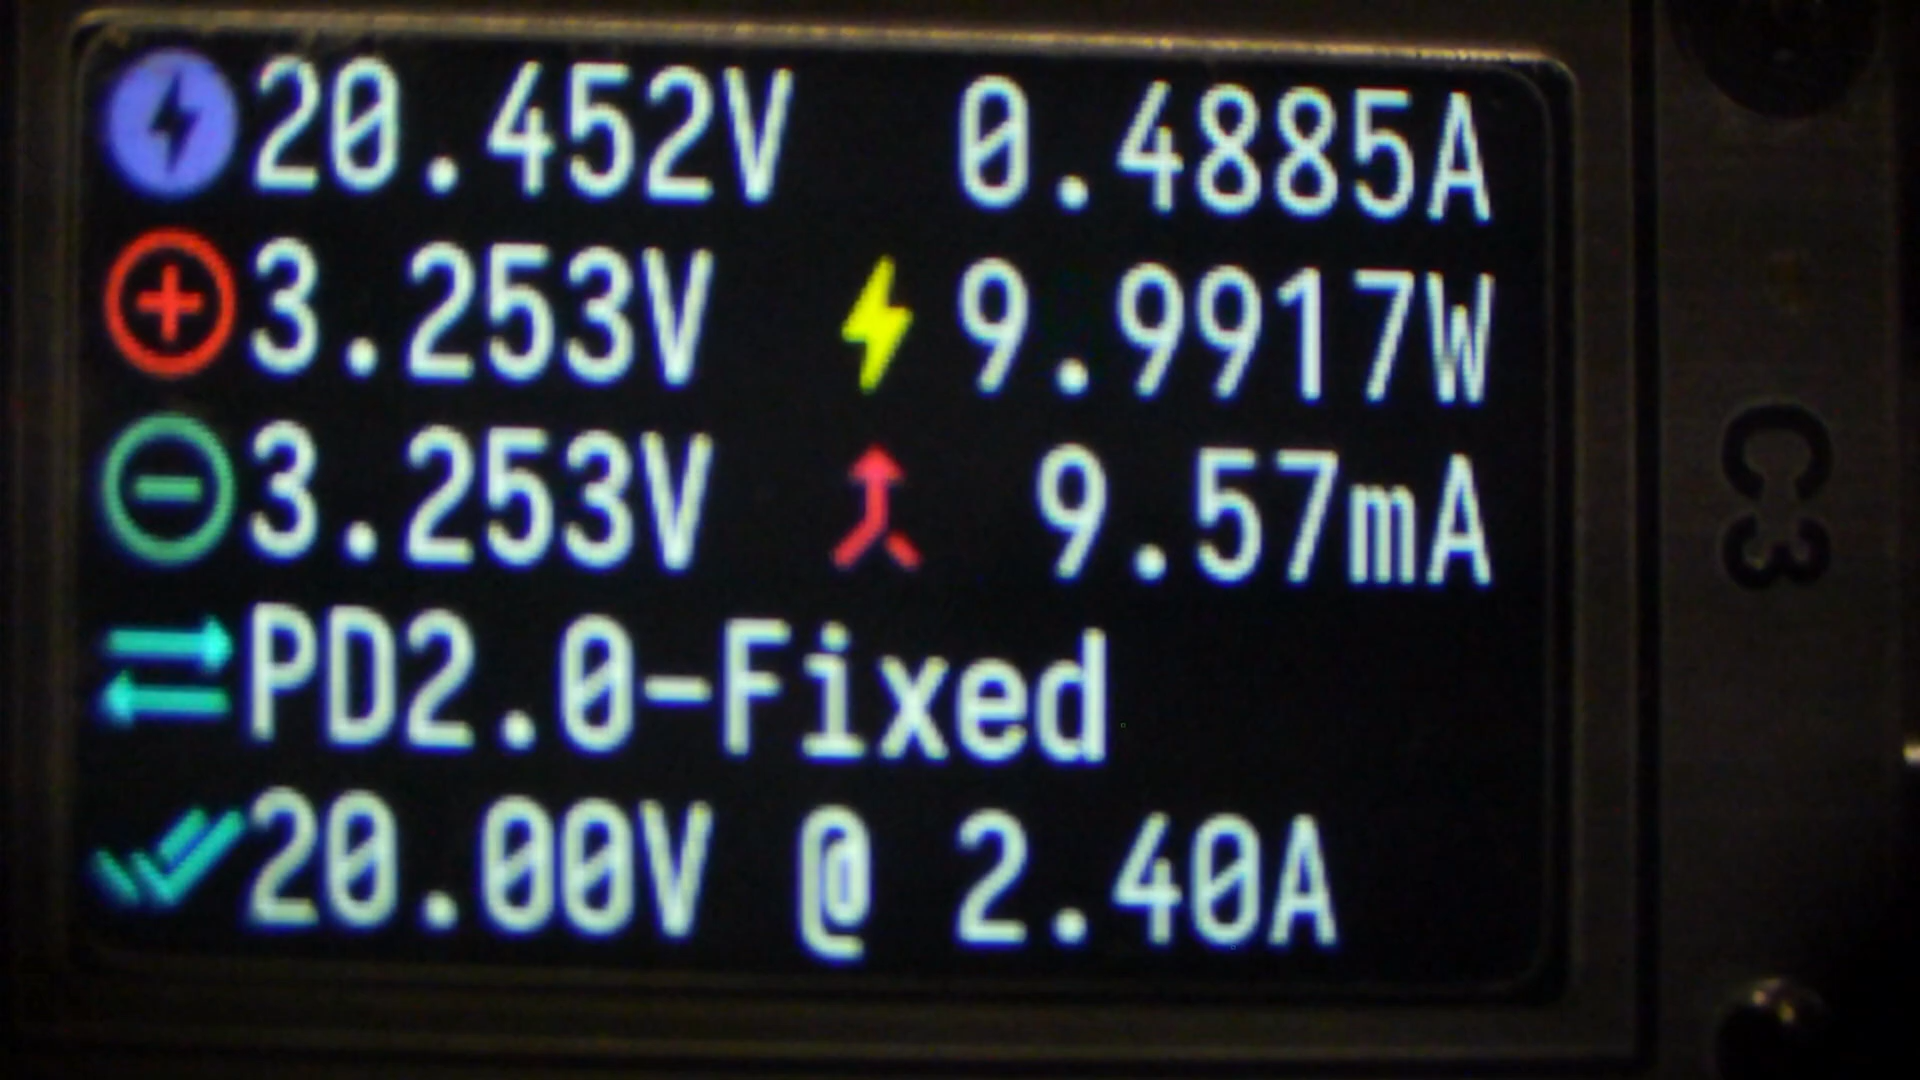 20.452V 0.4885A
3.253V 9.9917W
3.253V 9.57mA
PD2.0-Fixed
20.00V @ 2.40A
C3